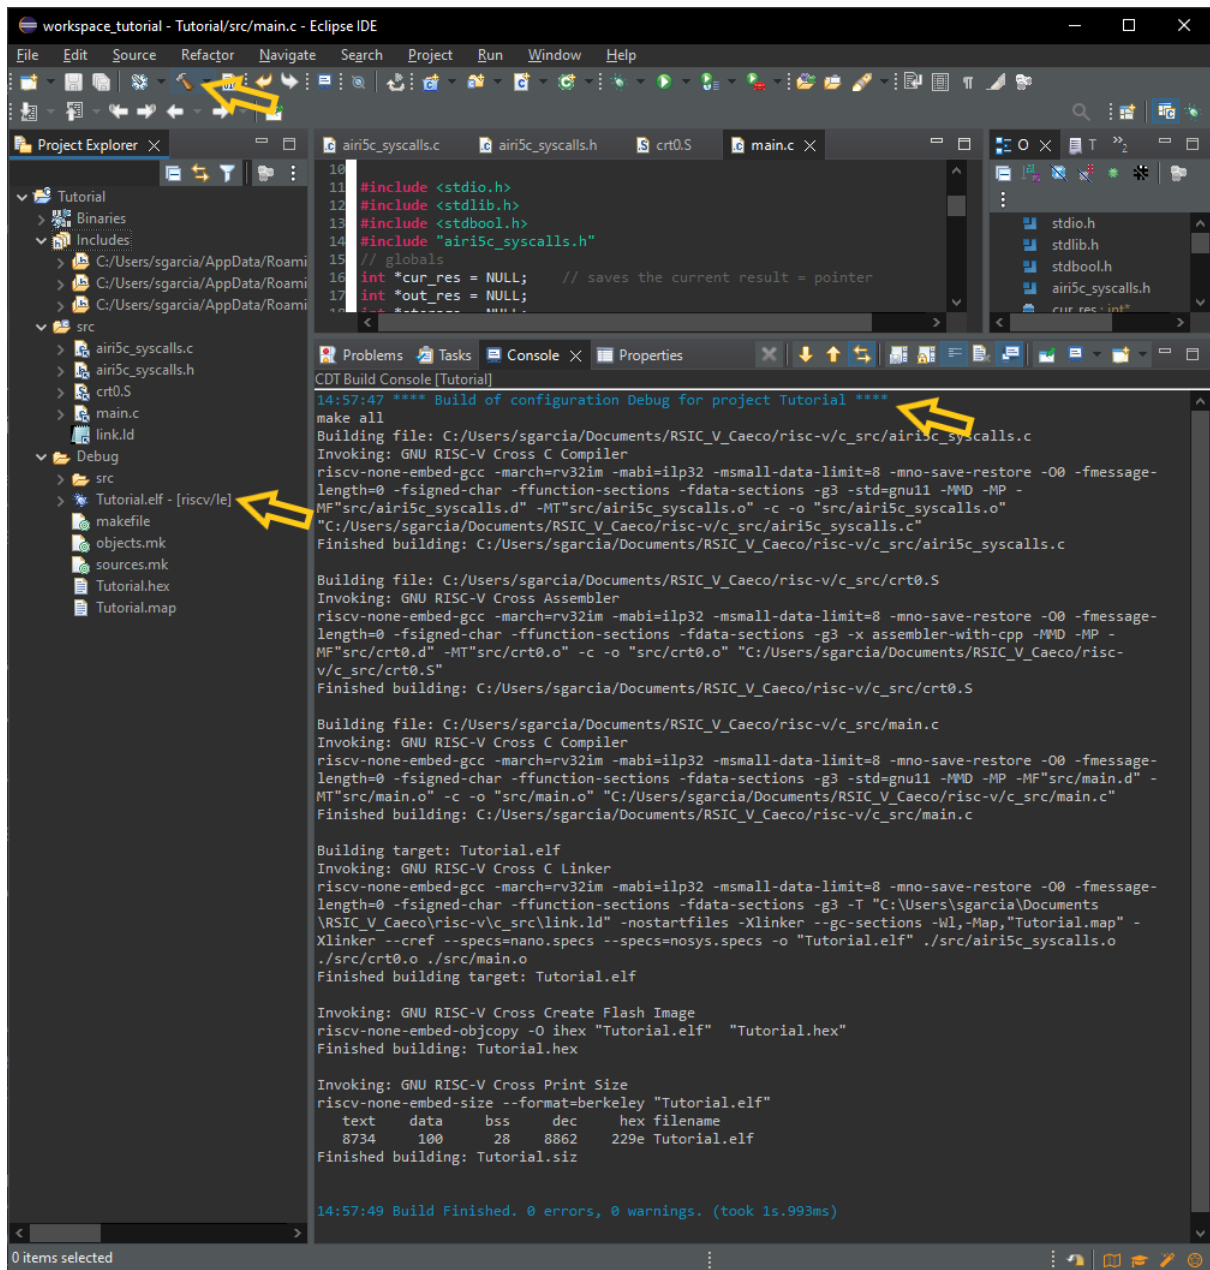 workspace_tutorial - Tutorial/src/main.c - Eclipse IDE
File Edit Source Refactor Navigate Search Project Run Window Help
Project Explorer
Tutorial
Binaries
Includes
C:/Users/sgarcia/AppData/Roami
C:/Users/sgarcia/AppData/Roami
C:/Users/sgarcia/AppData/Roami
src
airi5c_syscalls.c
airi5c_syscalls.h
crt0.S
main.c
link.ld
Debug
src
Tutorial.elf - [riscv/le]
makefile
objects.mk
sources.mk
Tutorial.hex
Tutorial.map
airi5c_syscalls.c airi5c_syscalls.h crt0.S main.c
10
11 #include <stdio.h>
12 #include <stdlib.h>
13 #include <stdbool.h>
14 #include "airi5c_syscalls.h"
15 // globals
16 int *cur_res = NULL; // saves the current result = pointer
17 int *out_res = NULL;
O T 2
stdio.h
stdlib.h
stdbool.h
airi5c_syscalls.h
cur_res : int*
Problems Tasks Console Properties
CDT Build Console [Tutorial]
14:57:47 **** Build of configuration Debug for project Tutorial ****
make all
Building file: C:/Users/sgarcia/Documents/RSIC_V_Caeco/risc-v/c_src/airi5c_syscalls.c
Invoking: GNU RISC-V Cross C Compiler
riscv-none-embed-gcc -march=rv32im -mabi=ilp32 -msmall-data-limit=8 -mno-save-restore -O0 -fmessage-
length=0 -fsigned-char -ffunction-sections -fdata-sections -g3 -std=gnu11 -MMD -MP -
MF"src/airi5c_syscalls.d" -MT"src/airi5c_syscalls.o" -c -o "src/airi5c_syscalls.o"
"C:/Users/sgarcia/Documents/RSIC_V_Caeco/risc-v/c_src/airi5c_syscalls.c"
Finished building: C:/Users/sgarcia/Documents/RSIC_V_Caeco/risc-v/c_src/airi5c_syscalls.c
Building file: C:/Users/sgarcia/Documents/RSIC_V_Caeco/risc-v/c_src/crt0.S
Invoking: GNU RISC-V Cross Assembler
riscv-none-embed-gcc -march=rv32im -mabi=ilp32 -msmall-data-limit=8 -mno-save-restore -O0 -fmessage-
length=0 -fsigned-char -ffunction-sections -fdata-sections -g3 -x assembler-with-cpp -MMD -MP -
MF"src/crt0.d" -MT"src/crt0.o" -c -o "src/crt0.o" "C:/Users/sgarcia/Documents/RSIC_V_Caeco/risc-
v/c_src/crt0.S"
Finished building: C:/Users/sgarcia/Documents/RSIC_V_Caeco/risc-v/c_src/crt0.S
Building file: C:/Users/sgarcia/Documents/RSIC_V_Caeco/risc-v/c_src/main.c
Invoking: GNU RISC-V Cross C Compiler
riscv-none-embed-gcc -march=rv32im -mabi=ilp32 -msmall-data-limit=8 -mno-save-restore -O0 -fmessage-
length=0 -fsigned-char -ffunction-sections -fdata-sections -g3 -std=gnu11 -MMD -MP -MF"src/main.d" -
MT"src/main.o" -c -o "src/main.o" "C:/Users/sgarcia/Documents/RSIC_V_Caeco/risc-v/c_src/main.c"
Finished building: C:/Users/sgarcia/Documents/RSIC_V_Caeco/risc-v/c_src/main.c
Building target: Tutorial.elf
Invoking: GNU RISC-V Cross C Linker
riscv-none-embed-gcc -march=rv32im -mabi=ilp32 -msmall-data-limit=8 -mno-save-restore -O0 -fmessage-
length=0 -fsigned-char -ffunction-sections -fdata-sections -g3 -T "C:\Users\sgarcia\Documents
\RSIC_V_Caeco\risc-v\c_src\link.ld" -nostartfiles -Xlinker --gc-sections -Wl,-Map,"Tutorial.map" -
Xlinker --cref --specs=nano.specs --specs=nosys.specs -o "Tutorial.elf" ./src/airi5c_syscalls.o
./src/crt0.o ./src/main.o
Finished building target: Tutorial.elf
Invoking: GNU RISC-V Cross Create Flash Image
riscv-none-embed-objcopy -O ihex "Tutorial.elf" "Tutorial.hex"
Finished building: Tutorial.hex
Invoking: GNU RISC-V Cross Print Size
riscv-none-embed-size --format=berkeley "Tutorial.elf"
text data bss dec hex filename
8734 100 28 8862 229e Tutorial.elf
Finished building: Tutorial.siz
14:57:49 Build Finished. 0 errors, 0 warnings. (took 1s.993ms)
0 items selected